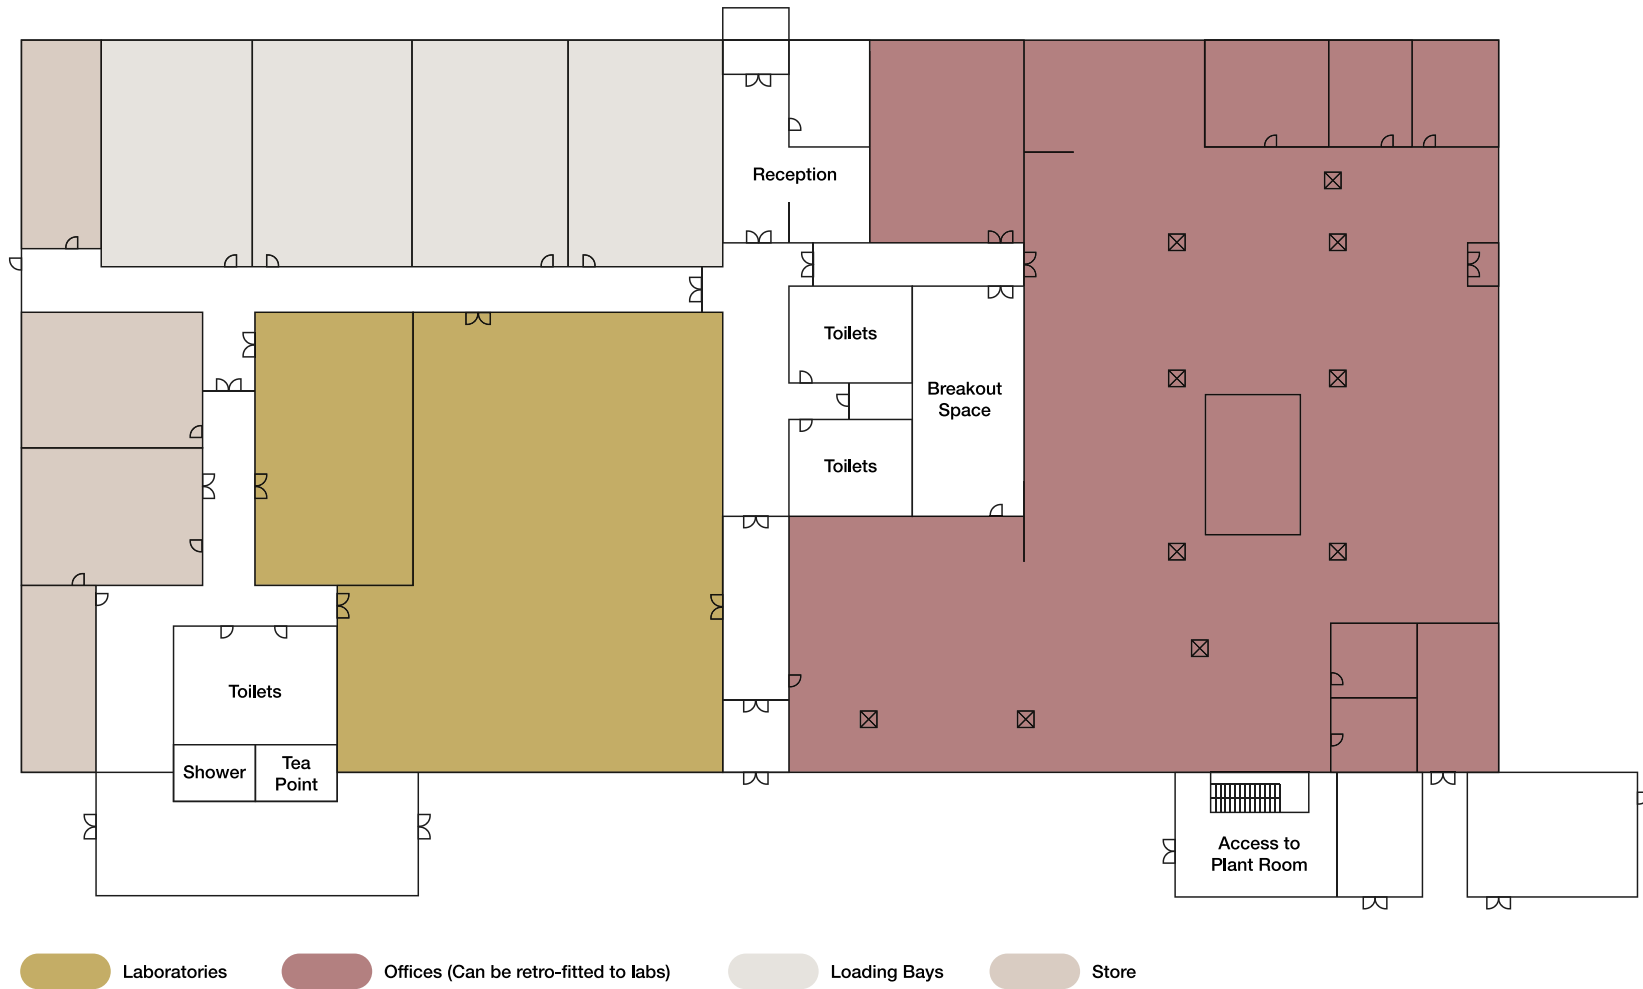 Reception
Toilets
Breakout
Space
Toilets
Toilets
Shower
Tea
Point
Access to
Plant Room
Laboratories
Offices (Can be retro-fitted to labs)
Loading Bays
Store